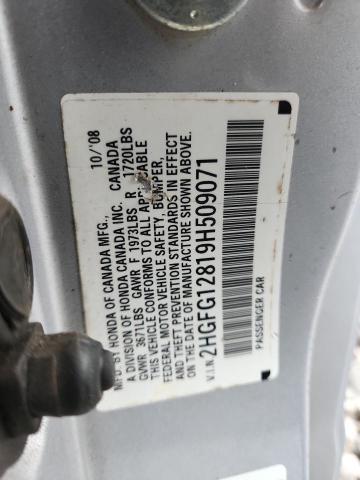 MFD. BY HONDA OF CANADA MFG., 10/'08
A DIVISION OF HONDA CANADA INC. CANADA
GVWR 3671LBS GAWR F 1973LBS R 1720LBS
THIS VEHICLE CONFORMS TO ALL APPLICABLE
FEDERAL MOTOR VEHICLE SAFETY, BUMPER,
AND THEFT PREVENTION STANDARDS IN EFFECT
ON THE DATE OF MANUFACTURE SHOWN ABOVE
V.I.N: 2HGFG12819H509071
PASSENGER CAR